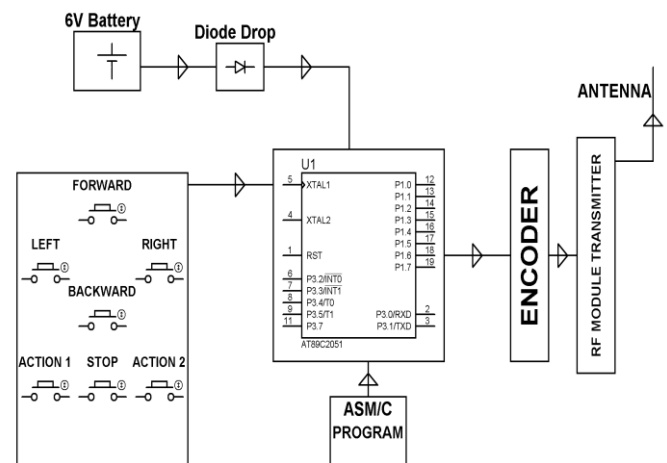 6V Battery
Diode Drop
ANTENNA
FORWARD
LEFT
RIGHT
BACKWARD
ACTION 1
STOP
ACTION 2
U1
5
XTAL1
4
XTAL2
1
RST
6
P3.2/INT0
7
P3.3/INT1
8
P3.4/T0
9
P3.5/T1
11
P3.7
P1.0
12
P1.1
13
P1.2
14
P1.3
15
P1.4
16
P1.5
17
P1.6
18
P1.7
19
P3.0/RXD
2
P3.1/TXD
3
AT89C2051
ASM/C
PROGRAM
ENCODER
RF MODULE TRANSMITTER